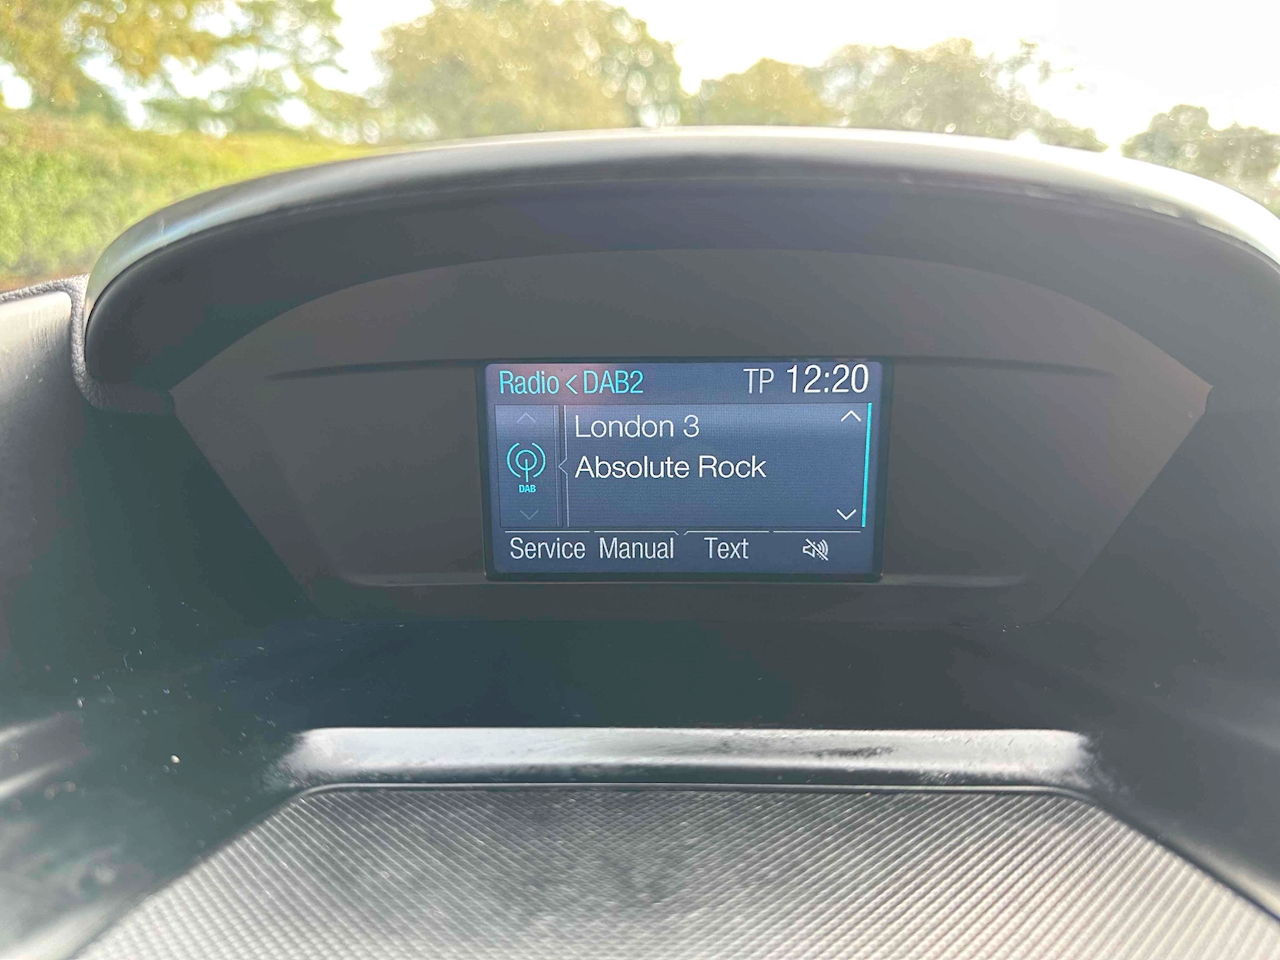 Radio < DAB2 TP 12:20
London 3
Absolute Rock
DAB
Service Manual Text